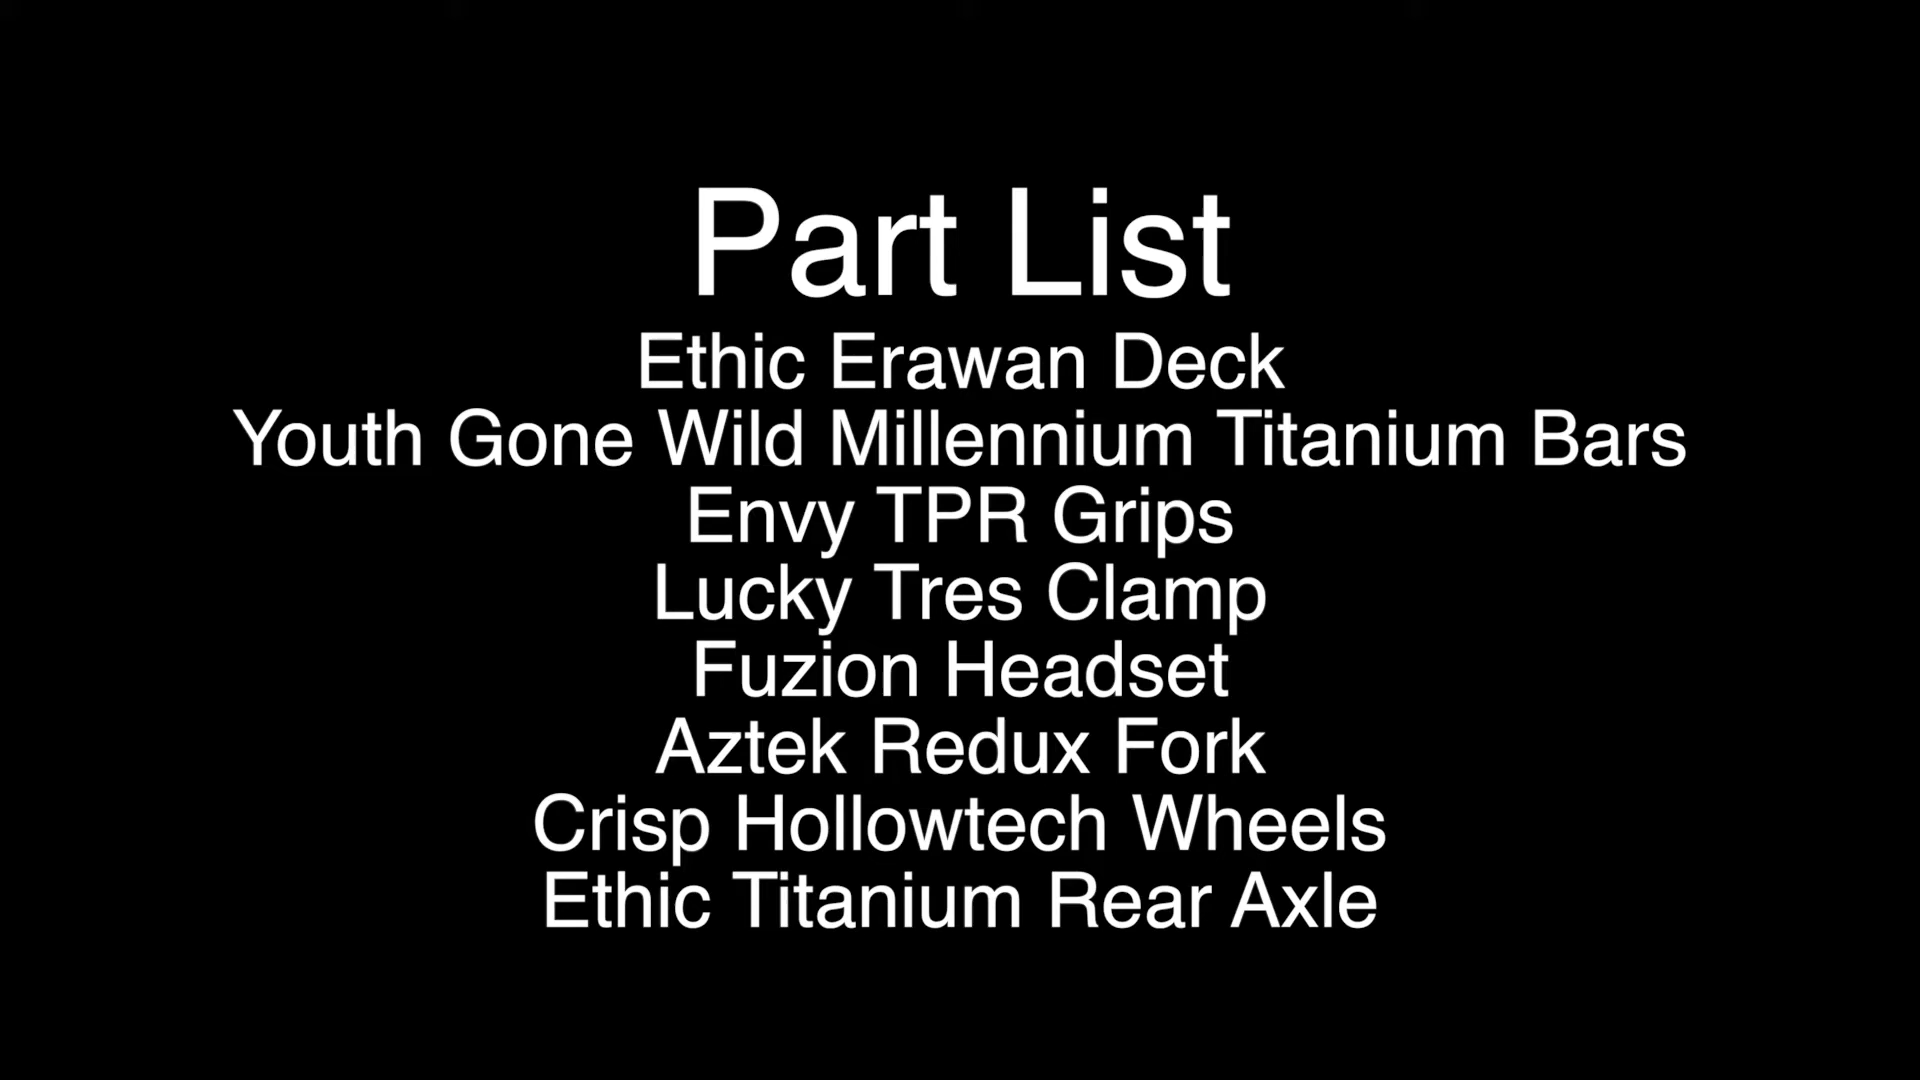 Part List
Ethic Erawan Deck
Youth Gone Wild Millennium Titanium Bars
Envy TPR Grips
Lucky Tres Clamp
Fuzion Headset
Aztek Redux Fork
Crisp Hollowtech Wheels
Ethic Titanium Rear Axle